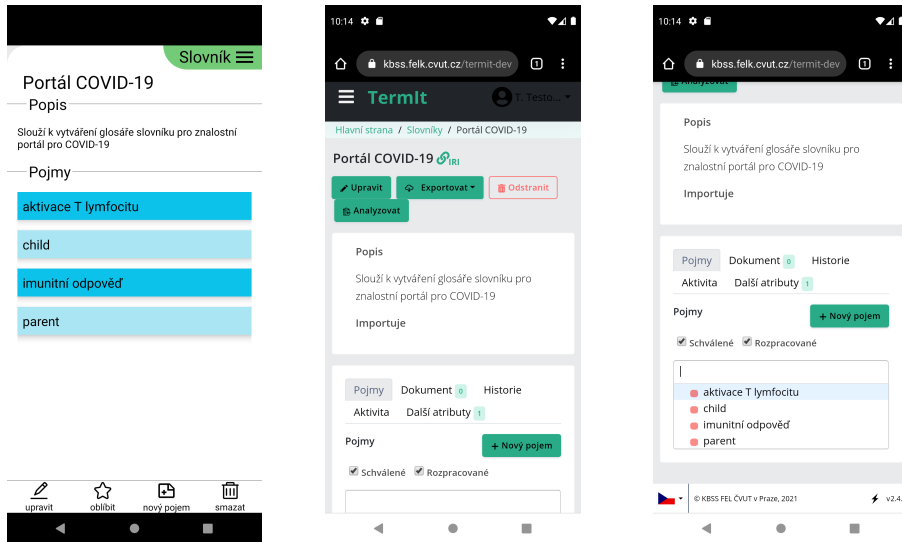 Slovník
Portál COVID-19
Popis
Slouží k vytváření glosáře slovníku pro znalostní
portál pro COVID-19
Pojmy
aktivace T lymfocitu
child
imunitní odpověď
parent
upravit oblíbit nový pojem smazat
10:14
kbss.felk.cvut.cz/termit-dev 1
TermIt T. Testo...
Hlavní strana / Slovníky / Portál COVID-19
Portál COVID-19 IRI
Upravit Exportovat Odstranit
Analyzovat
Popis
Slouží k vytváření glosáře slovníku pro
znalostní portál pro COVID-19
Importuje
Pojmy Dokument 0 Historie
Aktivita Další atributy 1
Pojmy + Nový pojem
Schválené Rozpracované
10:14
kbss.felk.cvut.cz/termit-dev 1
Analyzovat
Popis
Slouží k vytváření glosáře slovníku pro
znalostní portál pro COVID-19
Importuje
Pojmy Dokument 0 Historie
Aktivita Další atributy 1
Pojmy + Nový pojem
Schválené Rozpracované
aktivace T lymfocitu
child
imunitní odpověď
parent
© KBSS FEL ČVUT v Praze, 2021 v2.4.